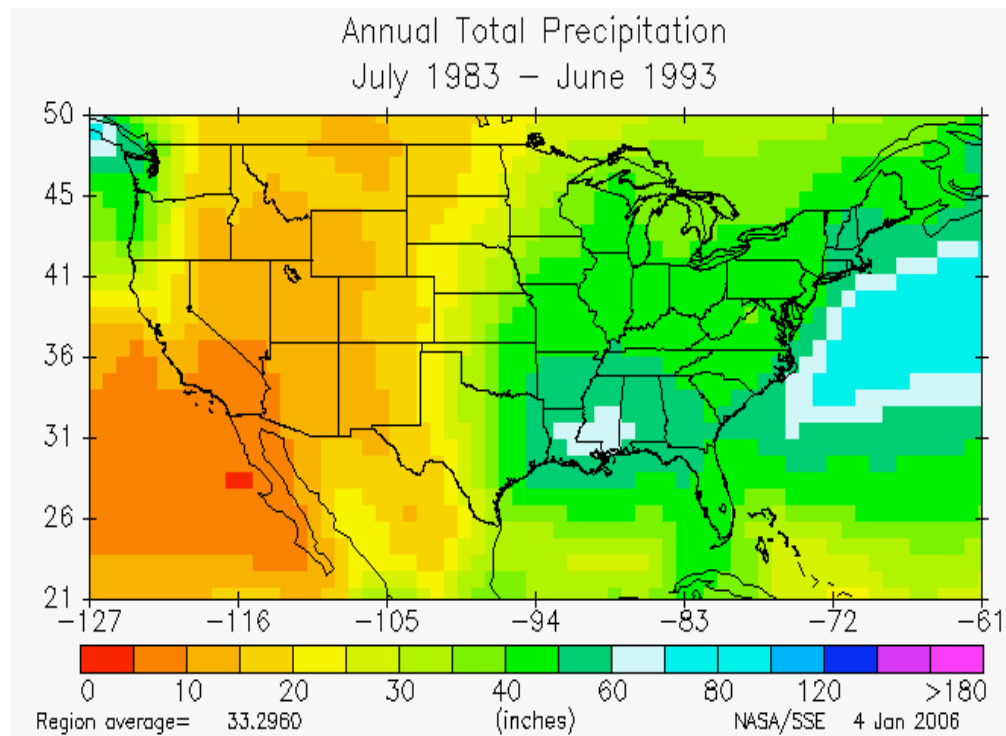 Annual Total Precipitation
July 1983 – June 1993
50
45
41
36
31
26
21
-127 -116 -105 -94 -83 -72 -61
0 10 20 30 40 60 80 120 >180
Region average= 33.2960 (inches) NASA/SSE 4 Jan 2006